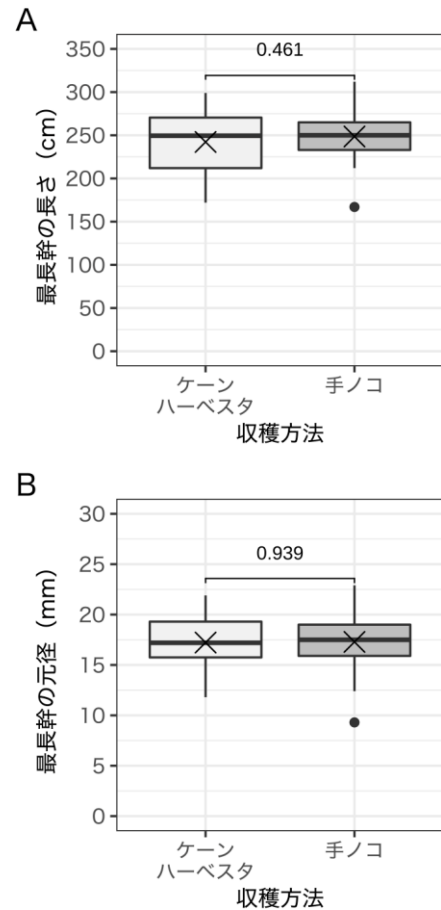 A
最長幹の長さ（cm）
350
300
250
200
150
100
50
0
0.461
ケーン
ハーベスタ
手ノコ
収穫方法
B
最長幹の元径（mm）
30
25
20
15
10
5
0
0.939
ケーン
ハーベスタ
手ノコ
収穫方法